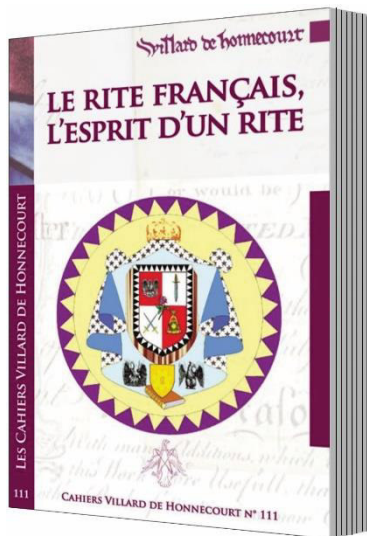 Villard de honnecourt
LE RITE FRANÇAIS,
L'ESPRIT D'UN RITE
LES CAHIERS VILLARD DE HONNECOURT
111
CAHIERS VILLARD DE HONNECOURT N° 111